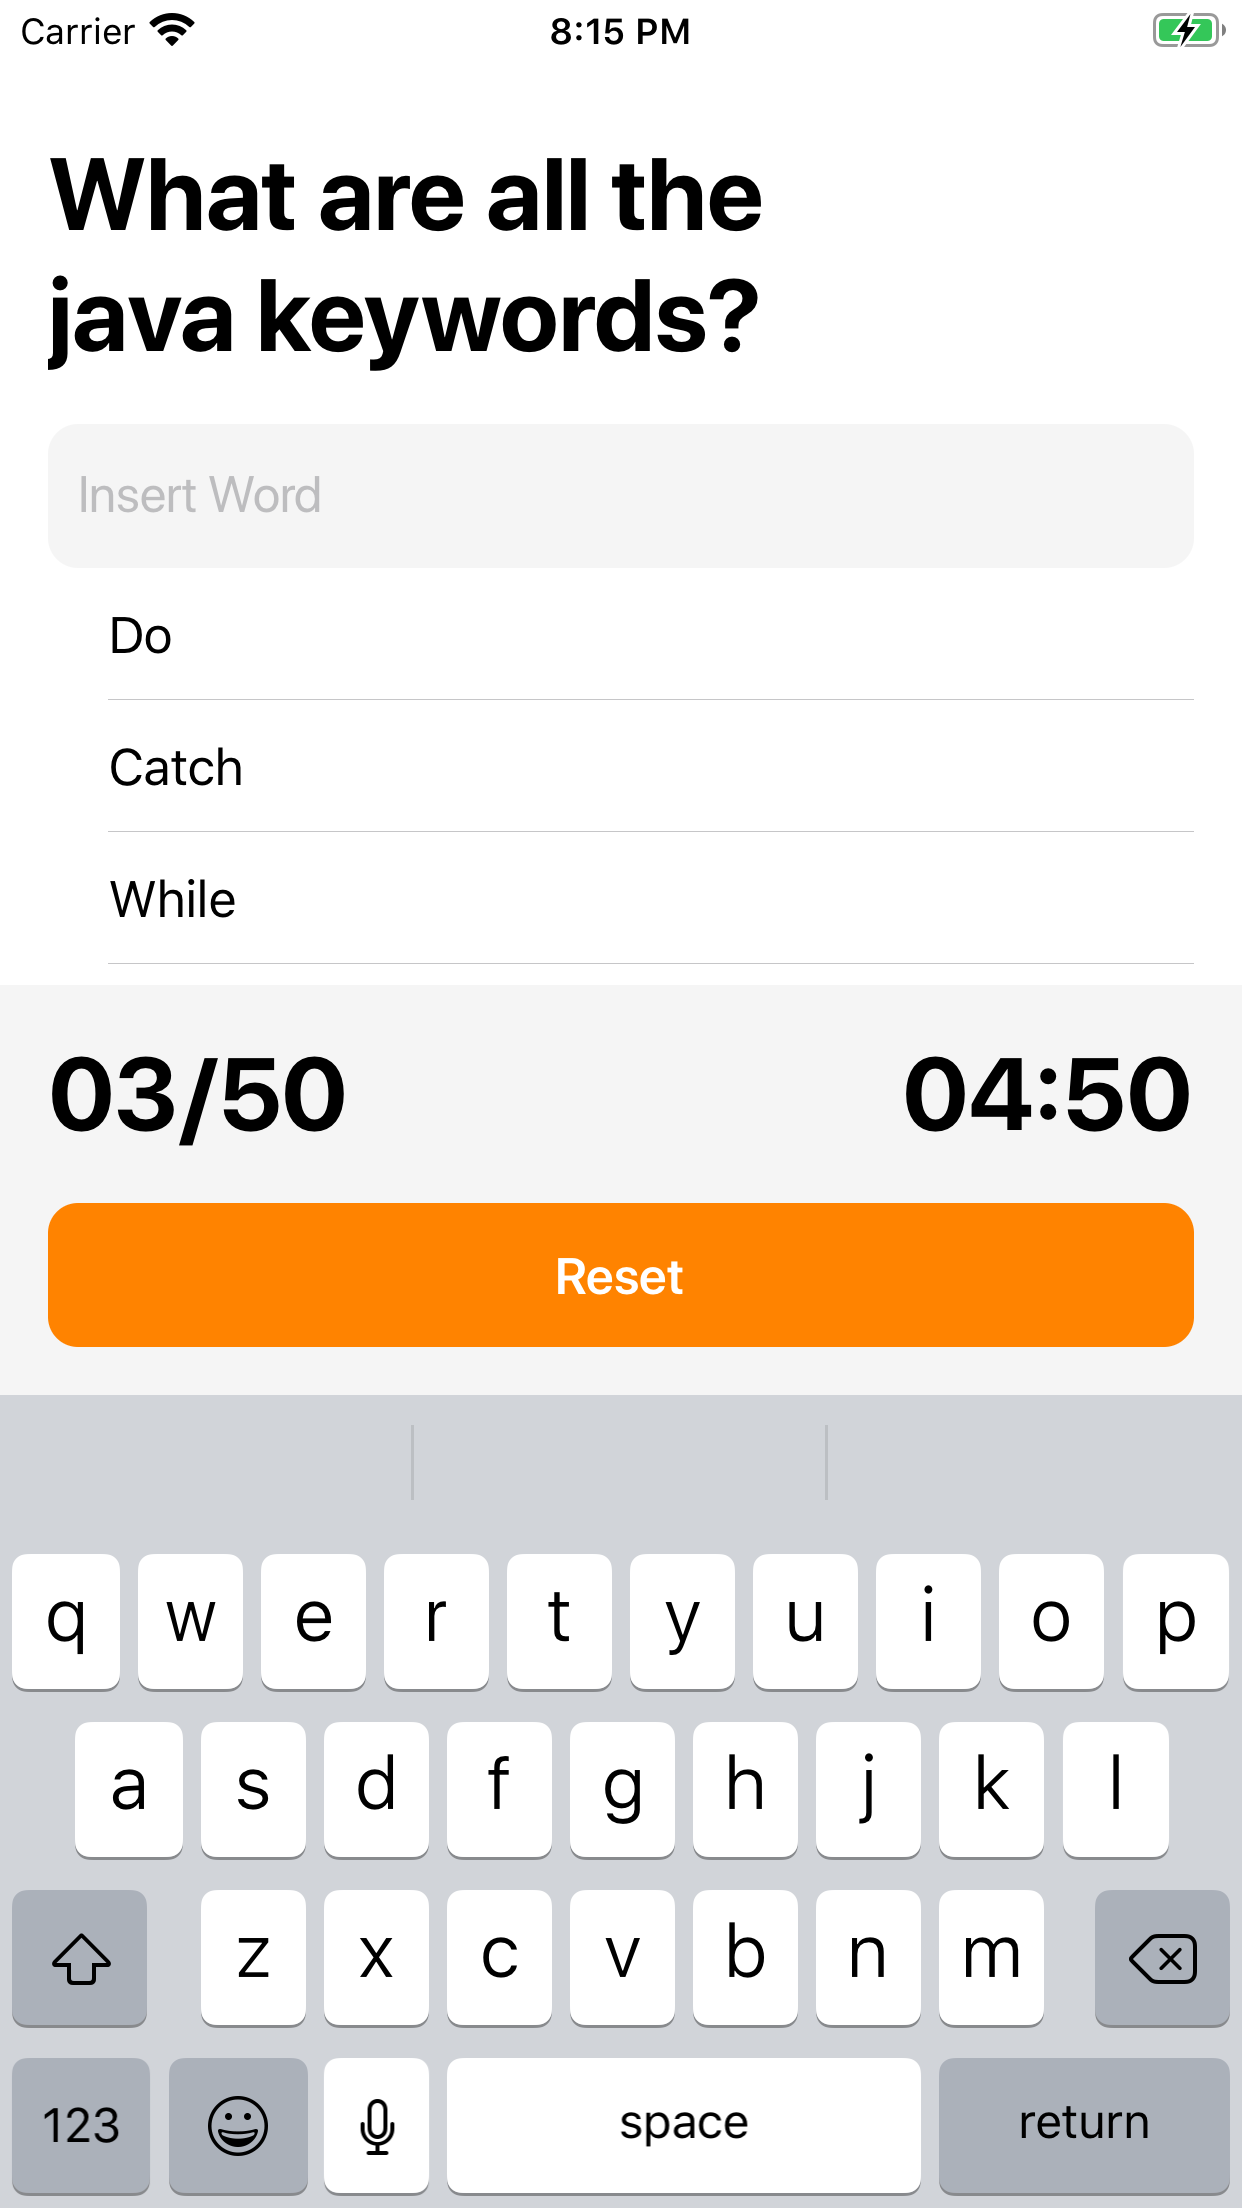 Carrier 8:15 PM
What are all the
java keywords?
Insert Word
Do
Catch
While
03/50 04:50
Reset
q w e r t y u i o p
a s d f g h j k l
z x c v b n m
123 space return